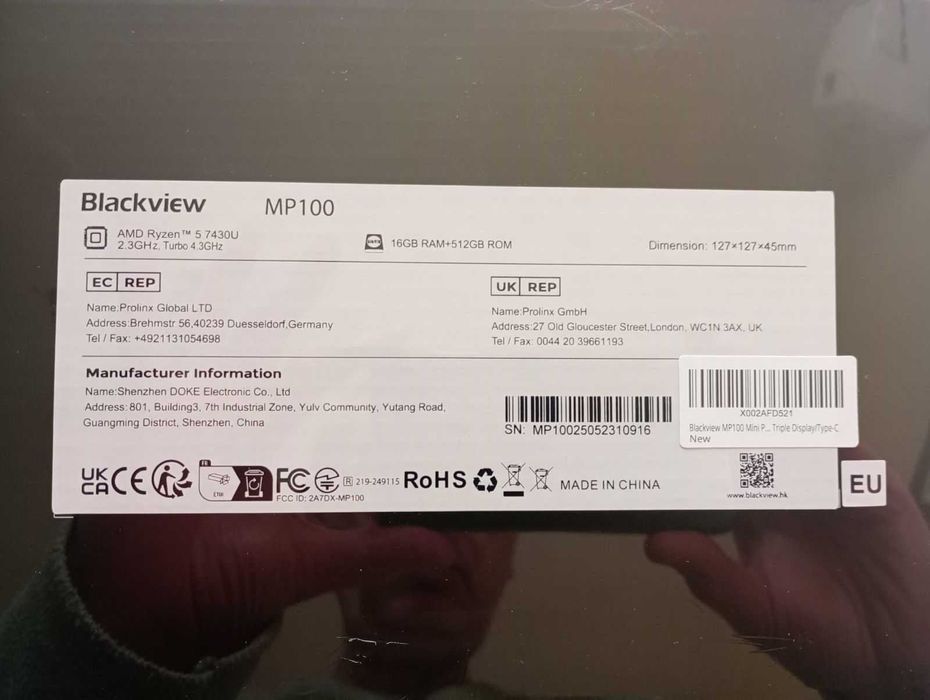 Blackview MP100
AMD Ryzen™ 5 7430U
2.3GHz, Turbo 4.3GHz
16GB RAM+512GB ROM
Dimension: 127×127×45mm
EC REP
Name:Prolinx Global LTD
Address:Brehmstr 56,40239 Duesseldorf,Germany
Tel / Fax: +4921131054698
UK REP
Name:Prolinx GmbH
Address:27 Old Gloucester Street,London, WC1N 3AX, UK
Tel / Fax: 0044 20 39661193
Manufacturer Information
Name:Shenzhen DOKE Electronic Co., Ltd
Address: 801, Building3, 7th Industrial Zone, Yulv Community, Yutang Road,
Guangming District, Shenzhen, China
SN: MP10025052310916
X002AFD521
Blackview MP100 Mini P... Triple Display/Type-C
New
UK
CA
CE
FR
ETUI
FC
FCC ID: 2A7DX-MP100
R 219-249115
RoHS
MADE IN CHINA
www.blackview.hk
EU